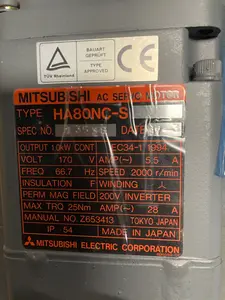 TÜV Rheinland
BAUART
GEPRÜFT
TYPE
APPROVED
MITSUBISHI AC SERVO MOTOR
TYPE HA80NC-S
SPEC NO. DATE
OUTPUT 1.0kW CONT IEC34-1 1994
VOLT 170 V AMP(~) 5.5 A
FREQ 66.7 Hz SPEED 2000 r/min
INSULATION F WINDING
PERM MAG FIELD 200V INVERTER
MAX TRQ 25Nm AMP(~) 28 A
MANUAL NO. Z653413 TOKYO JAPAN
IP 54 MADE IN JAPAN
MITSUBISHI ELECTRIC CORPORATION